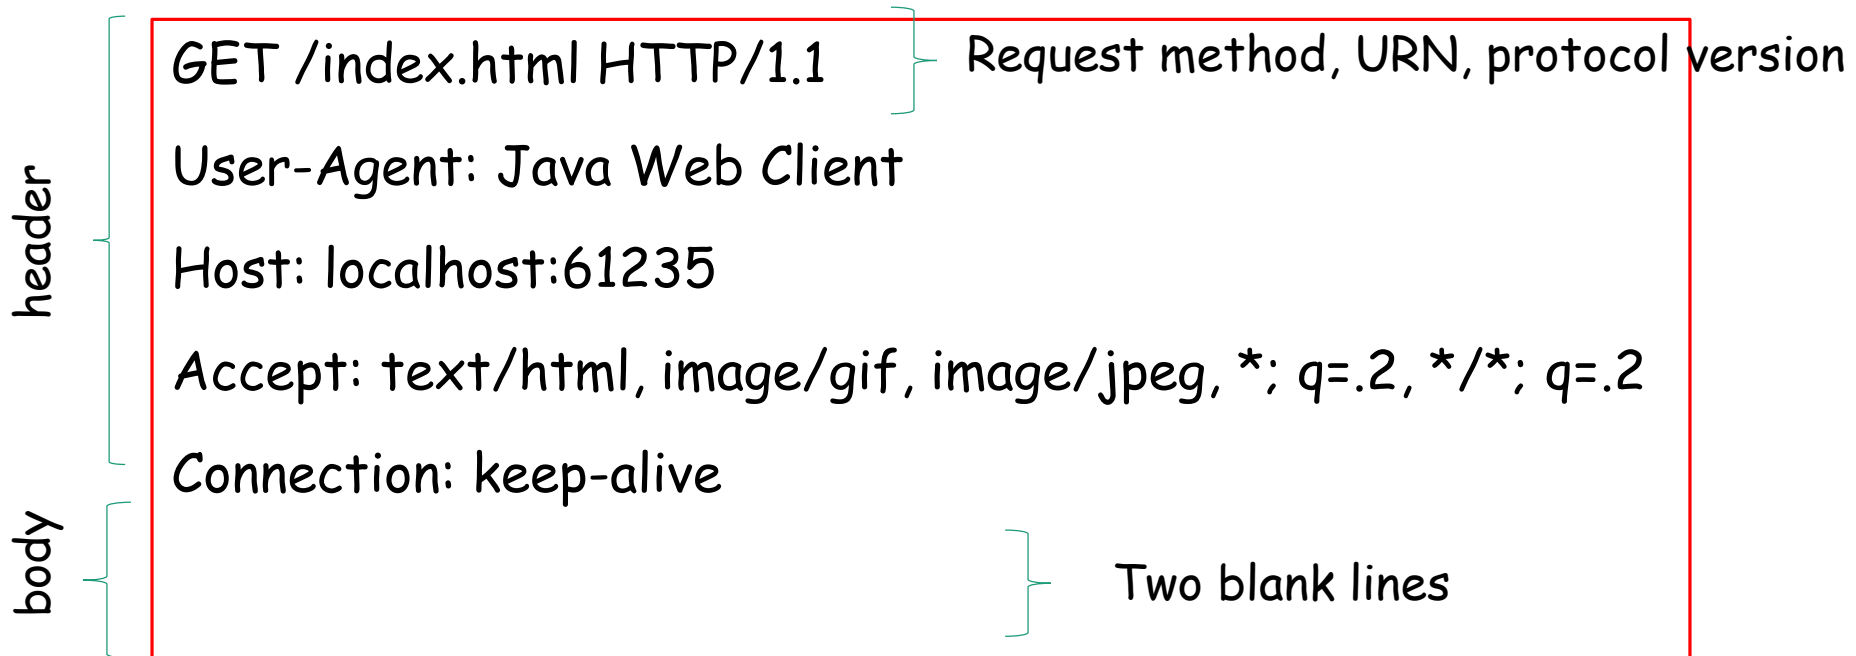 GET /index.html HTTP/1.1
Request method, URN, protocol version
User-Agent: Java Web Client
Host: localhost:61235
header
Accept: text/html, image/gif, image/jpeg, *; q=.2, */*; q=.2
Connection: keep-alive
body
Two blank lines